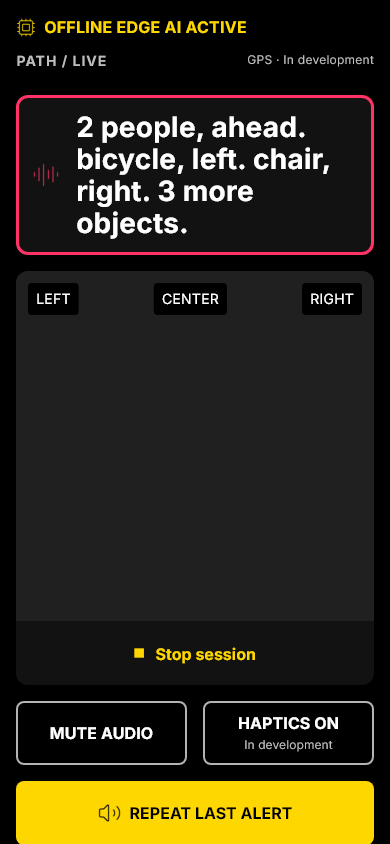 OFFLINE EDGE AI ACTIVE
PATH / LIVE
GPS · In development
2 people, ahead.
bicycle, left. chair,
right. 3 more
objects.
LEFT
CENTER
RIGHT
Stop session
MUTE AUDIO
HAPTICS ON
In development
REPEAT LAST ALERT